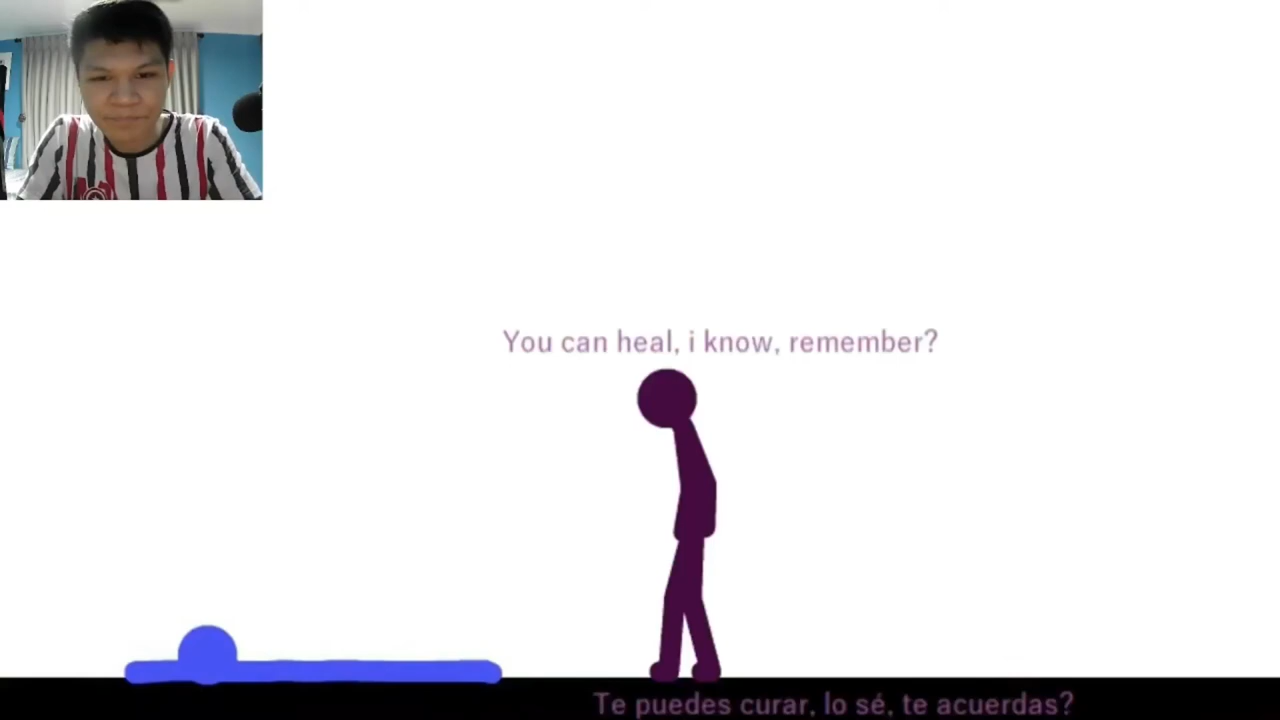 You can heal, i know, remember?
Te puedes curar, lo sé, te acuerdas?